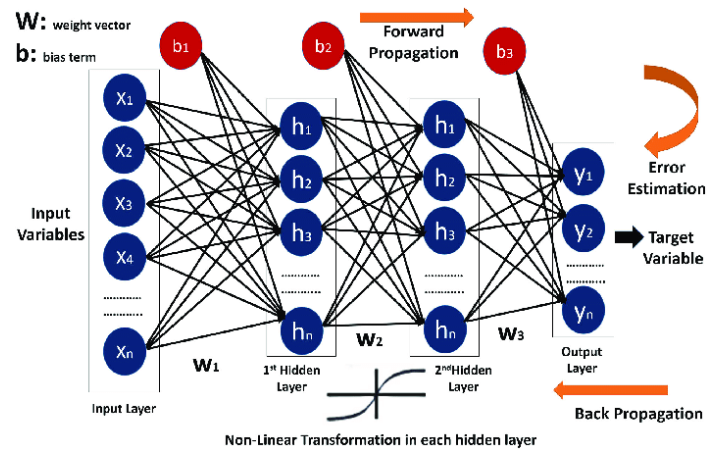 W: weight vector
b: bias term
b1
b2
b3
Forward
Propagation
Error
Estimation
Input
Variables
x1
x2
x3
x4
............
............
xn
h1
h2
h3
............
............
hn
h1
h2
h3
............
............
hn
y1
y2
............
............
yn
Target
Variable
W1
W2
W3
Input Layer
1st Hidden
Layer
2ndHidden
Layer
Output
Layer
Back Propagation
Non-Linear Transformation in each hidden layer